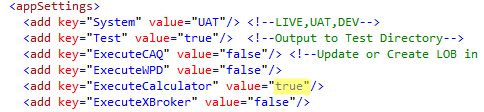 <appSettings>
<add key="System" value="UAT"/> <!--LIVE,UAT,DEV-->
<add key="Test" value="true"/> <!--Output to Test Directory-->
<add key="ExecuteCAQ" value="false"/> <!--Update or Create LOB in
<add key="ExecuteWPD" value="false"/>
<add key="ExecuteCalculator" value="true"/>
<add key="ExecuteXBroker" value="false"/>